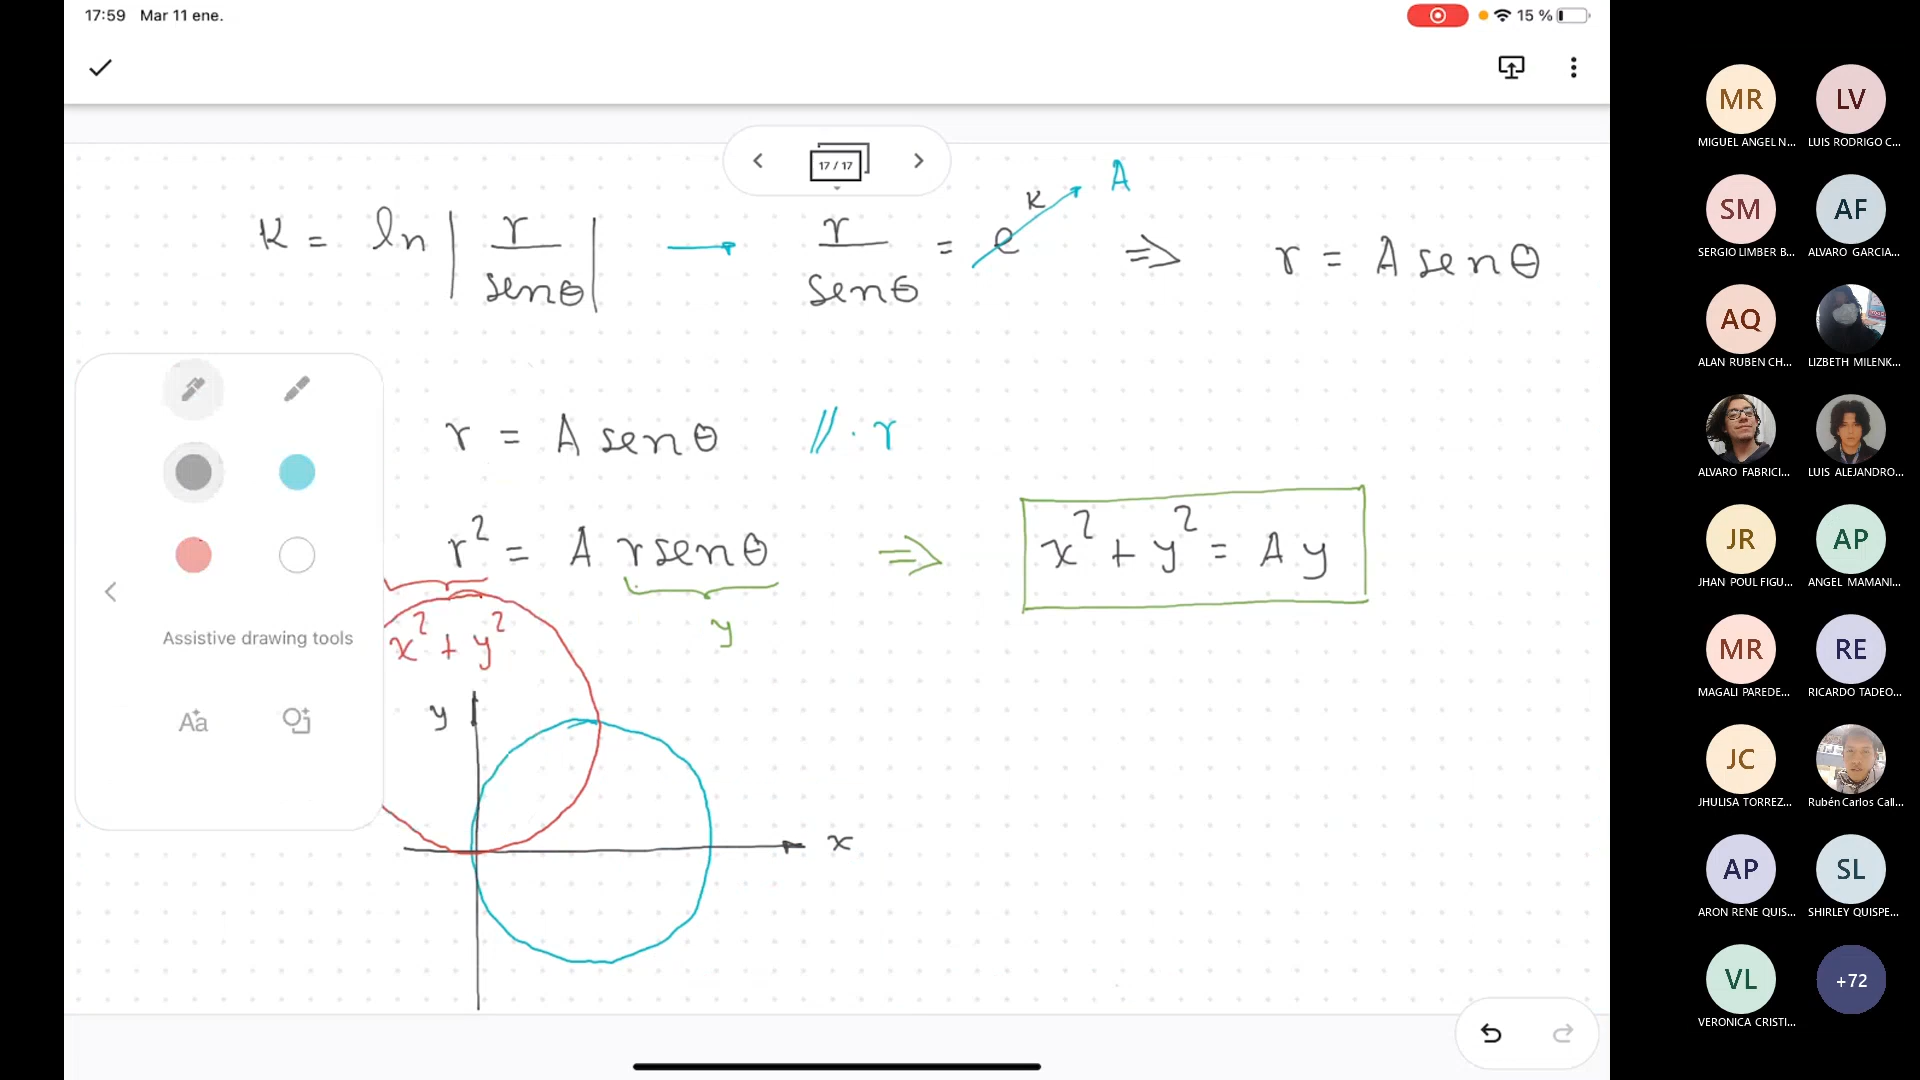 17:59 Mar 11 ene.
15 %
17 / 17
K = ln | r / senθ | → r / senθ = e^K A ⇒ r = A senθ
r = A senθ // · r
r² = A r senθ ⇒ x² + y² = A y
x² + y²
y
y
x
Assistive drawing tools
Aa
MR
LV
MIGUEL ANGEL N...
LUIS RODRIGO C...
SM
AF
SERGIO LIMBER B...
ALVARO GARCIA...
AQ
ALAN RUBEN CH...
LIZBETH MILENK...
ALVARO FABRICI...
LUIS ALEJANDRO...
JR
AP
JHAN POUL FIGU...
ANGEL MAMANI...
MR
RE
MAGALI PAREDE...
RICARDO TADEO...
JC
JHULISA TORREZ...
Rubén Carlos Call...
AP
SL
ARON RENE QUIS...
SHIRLEY QUISPE...
VL
+72
VERONICA CRISTI...